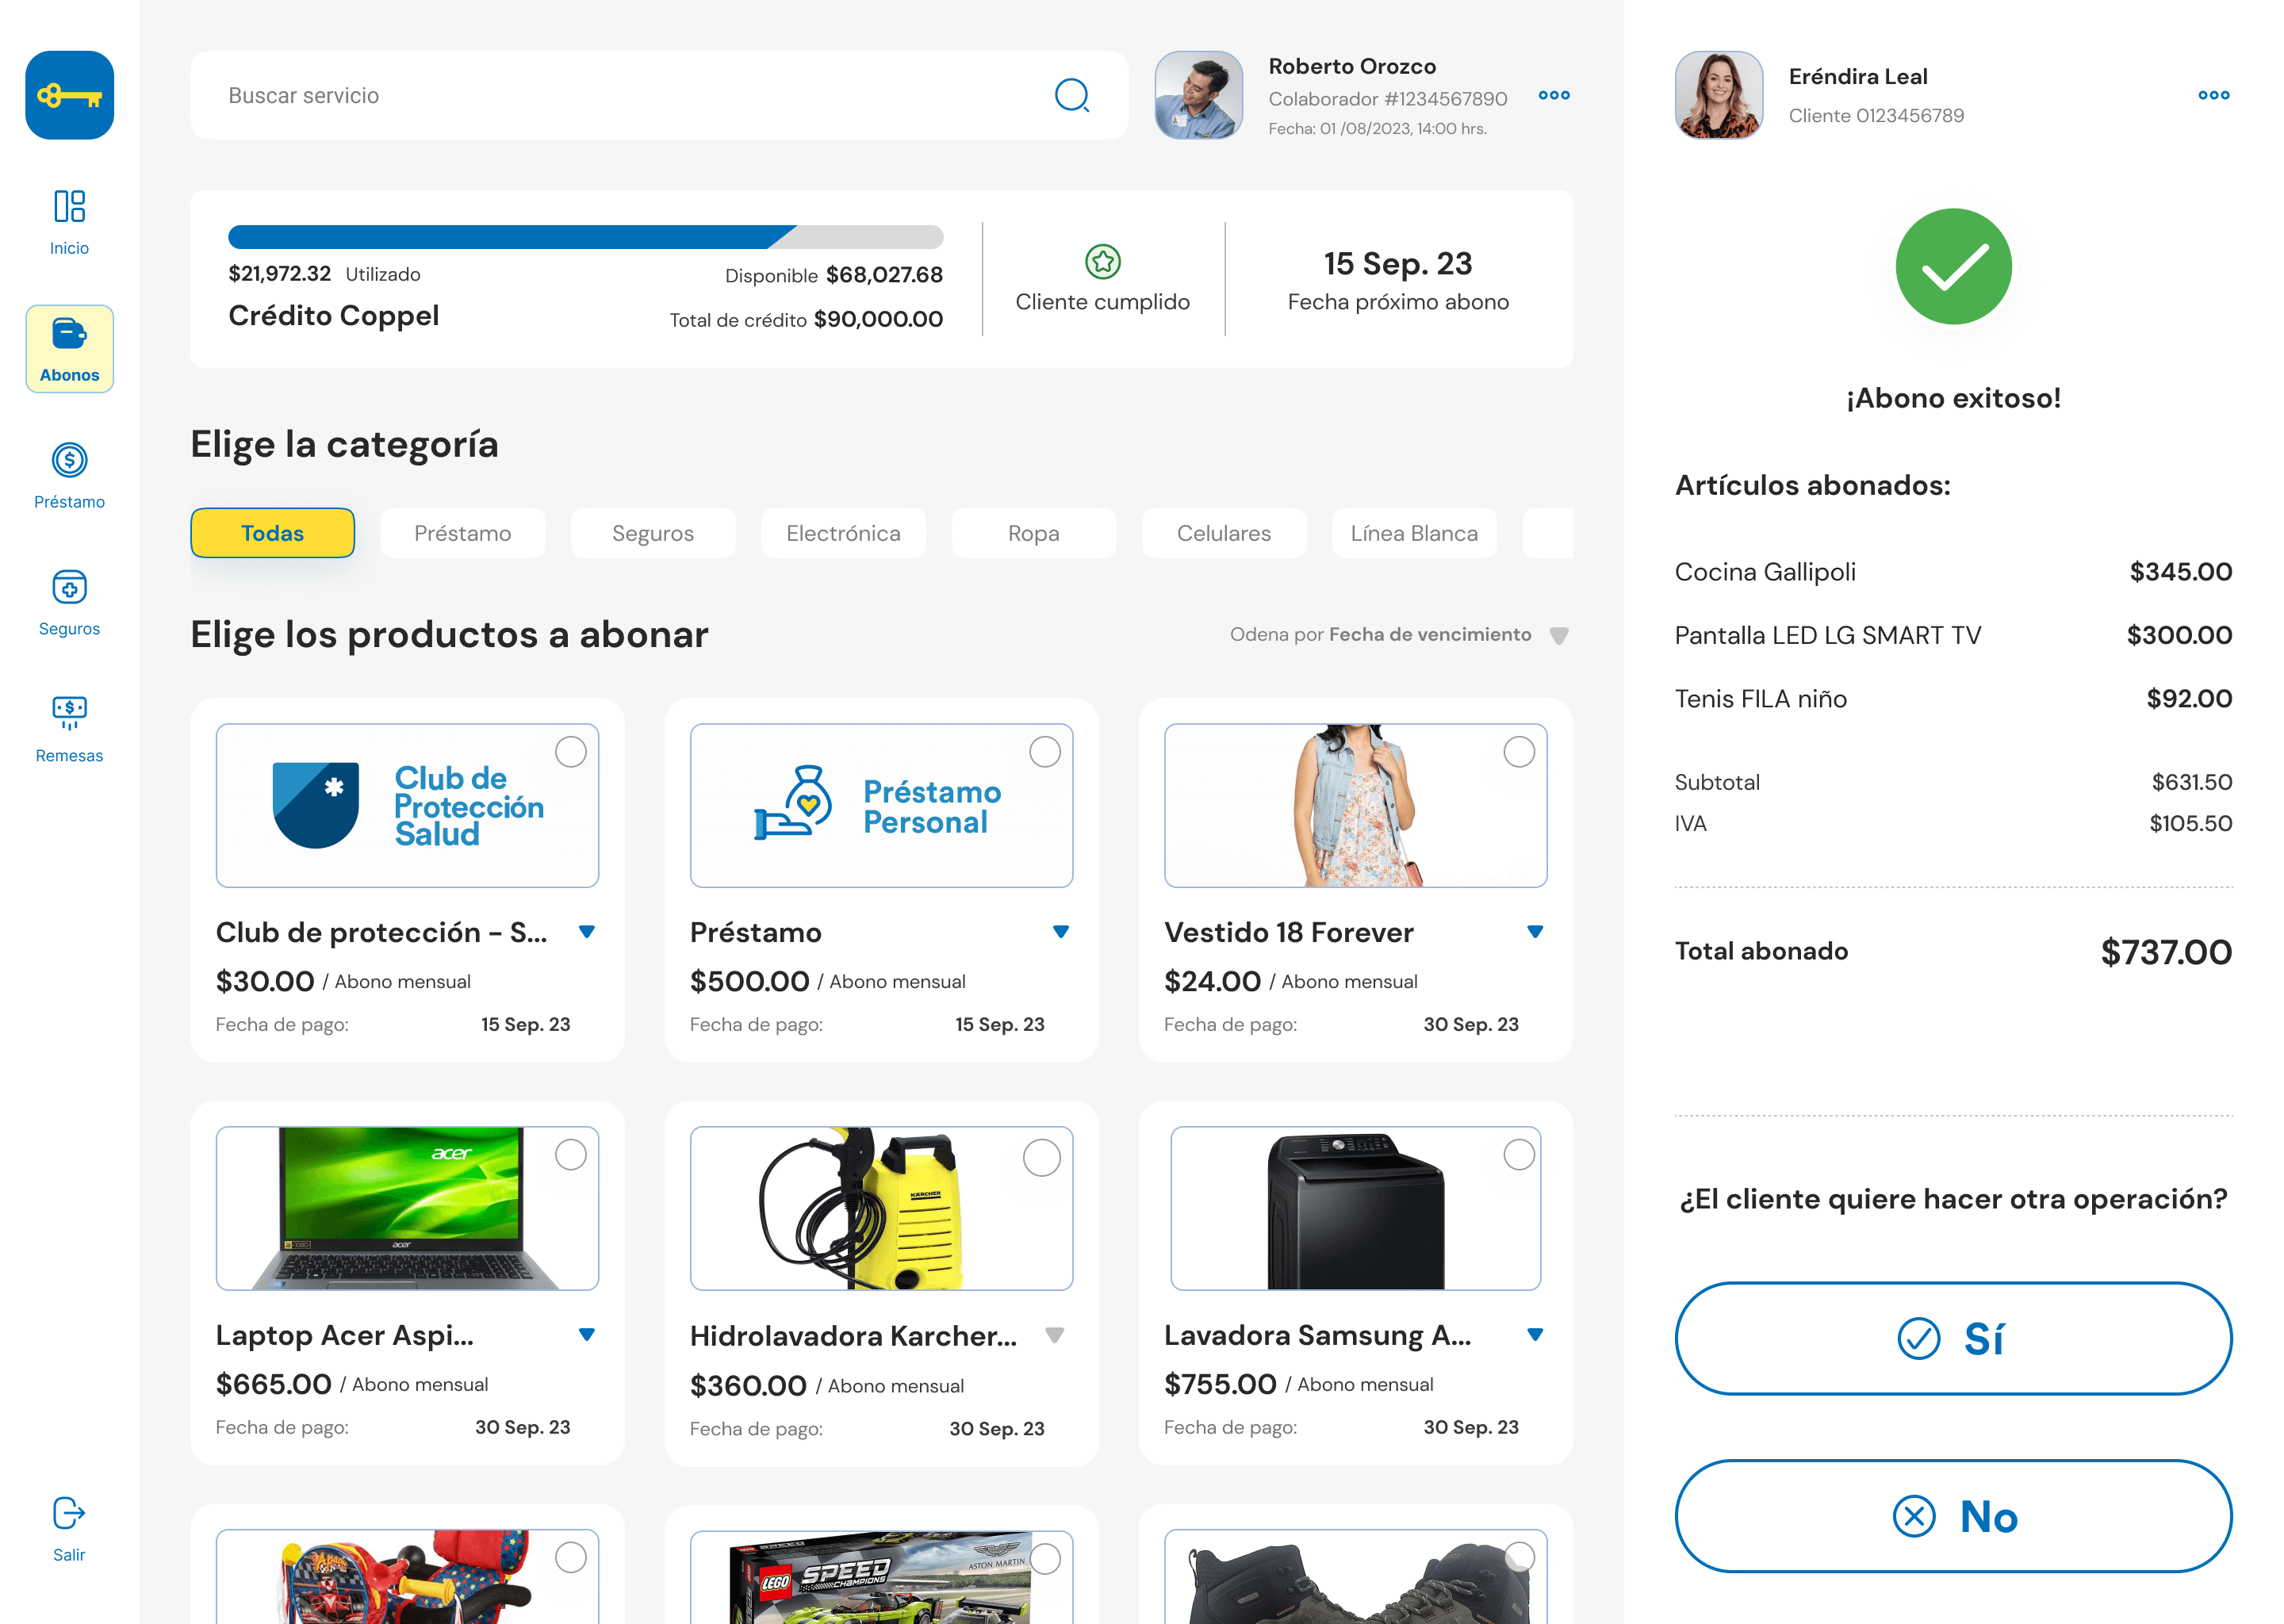 Inicio
Abonos
Préstamo
Seguros
Remesas
Salir
Buscar servicio
Roberto Orozco
Colaborador #1234567890
Fecha: 01 /08/2023, 14:00 hrs.
$21,972.32 Utilizado
Disponible $68,027.68
Crédito Coppel
Total de crédito $90,000.00
Cliente cumplido
15 Sep. 23
Fecha próximo abono
Elige la categoría
Todas
Préstamo
Seguros
Electrónica
Ropa
Celulares
Línea Blanca
Elige los productos a abonar
Odena por Fecha de vencimiento
Club de
Protección
Salud
Club de protección - S...
$30.00 / Abono mensual
Fecha de pago: 15 Sep. 23
Préstamo
Personal
Préstamo
$500.00 / Abono mensual
Fecha de pago: 15 Sep. 23
Vestido 18 Forever
$24.00 / Abono mensual
Fecha de pago: 30 Sep. 23
acer
acer
Laptop Acer Aspi...
$665.00 / Abono mensual
Fecha de pago: 30 Sep. 23
KÄRCHER
Hidrolavadora Karcher...
$360.00 / Abono mensual
Fecha de pago: 30 Sep. 23
Lavadora Samsung A...
$755.00 / Abono mensual
Fecha de pago: 30 Sep. 23
LEGO
SPEED
CHAMPIONS
ASTON MARTIN
Eréndira Leal
Cliente 0123456789
¡Abono exitoso!
Artículos abonados:
Cocina Gallipoli $345.00
Pantalla LED LG SMART TV $300.00
Tenis FILA niño $92.00
Subtotal $631.50
IVA $105.50
Total abonado $737.00
¿El cliente quiere hacer otra operación?
Sí
No